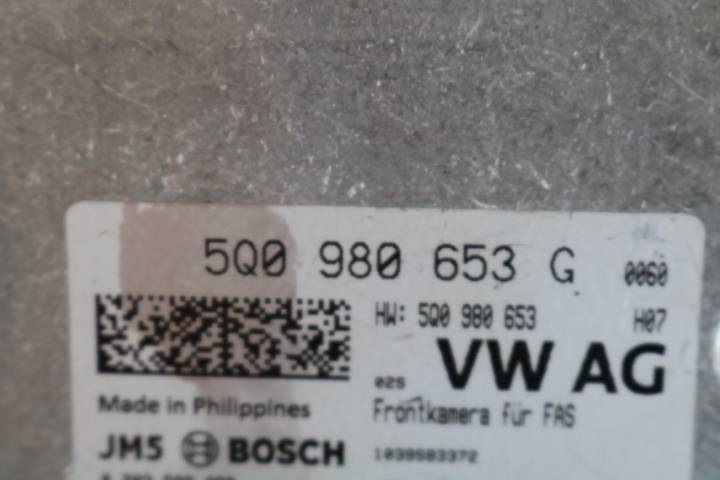 5Q0 980 653 G 0060
HW: 5Q0 980 653 H07
02S VW AG
Made in Philippines Frontkamera für FAS
JM5 BOSCH 1039583372